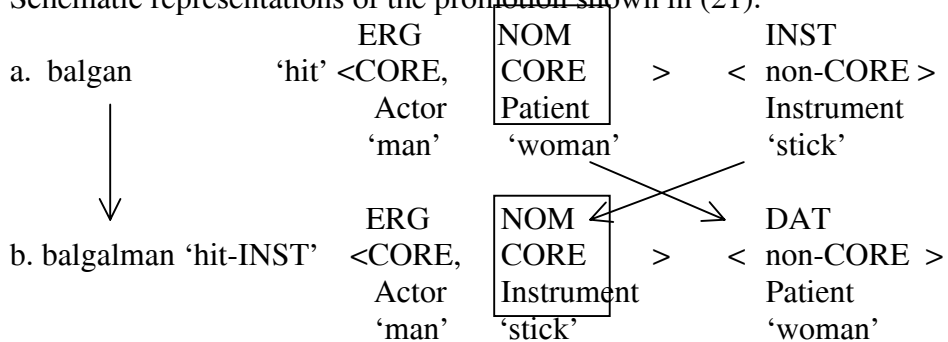 Schematic representations of the promotion shown in (21).
ERG NOM INST
a. balgan ‘hit’ <CORE, CORE > < non-CORE >
Actor Patient Instrument
‘man’ ‘woman’ ‘stick’
ERG NOM DAT
b. balgalman ‘hit-INST’ <CORE, CORE > < non-CORE >
Actor Instrument Patient
‘man’ ‘stick’ ‘woman’